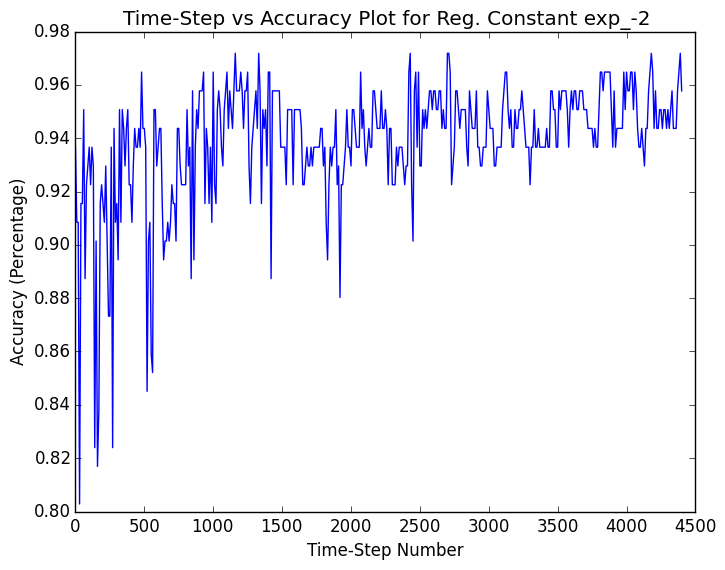 Time-Step vs Accuracy Plot for Reg. Constant exp_-2
0.98
0.96
0.94
0.92
0.90
0.88
0.86
0.84
0.82
0.80
Accuracy (Percentage)
0 500 1000 1500 2000 2500 3000 3500 4000 4500
Time-Step Number